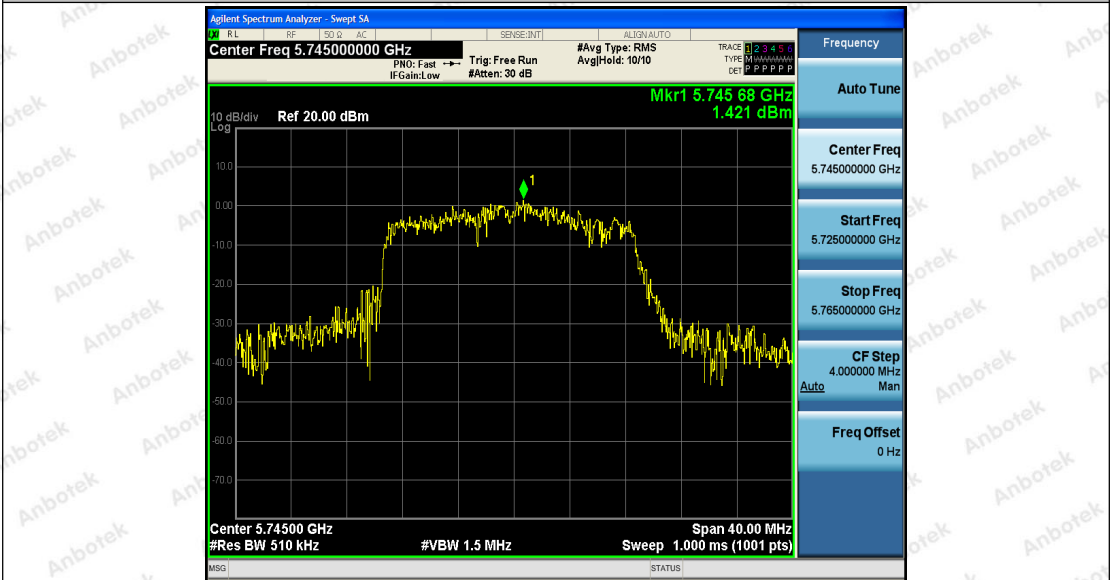 Agilent Spectrum Analyzer - Swept SA
RL RF 50 Ω AC SENSE:INT ALIGNAUTO
Center Freq 5.745000000 GHz
PNO: Fast
IFGain:Low
Trig: Free Run
#Atten: 30 dB
#Avg Type: RMS
Avg|Hold: 10/10
TRACE 1 2 3 4 5 6
TYPE M
DET P P P P P P
Mkr1 5.745 68 GHz
1.421 dBm
10 dB/div Ref 20.00 dBm
Log
10.0
0.00
-10.0
-20.0
-30.0
-40.0
-50.0
-60.0
-70.0
1
Center 5.74500 GHz
Span 40.00 MHz
#Res BW 510 kHz
#VBW 1.5 MHz
Sweep 1.000 ms (1001 pts)
MSG
STATUS
Frequency
Auto Tune
Center Freq
5.745000000 GHz
Start Freq
5.725000000 GHz
Stop Freq
5.765000000 GHz
CF Step
4.000000 MHz
Auto Man
Freq Offset
0 Hz
Anbotek